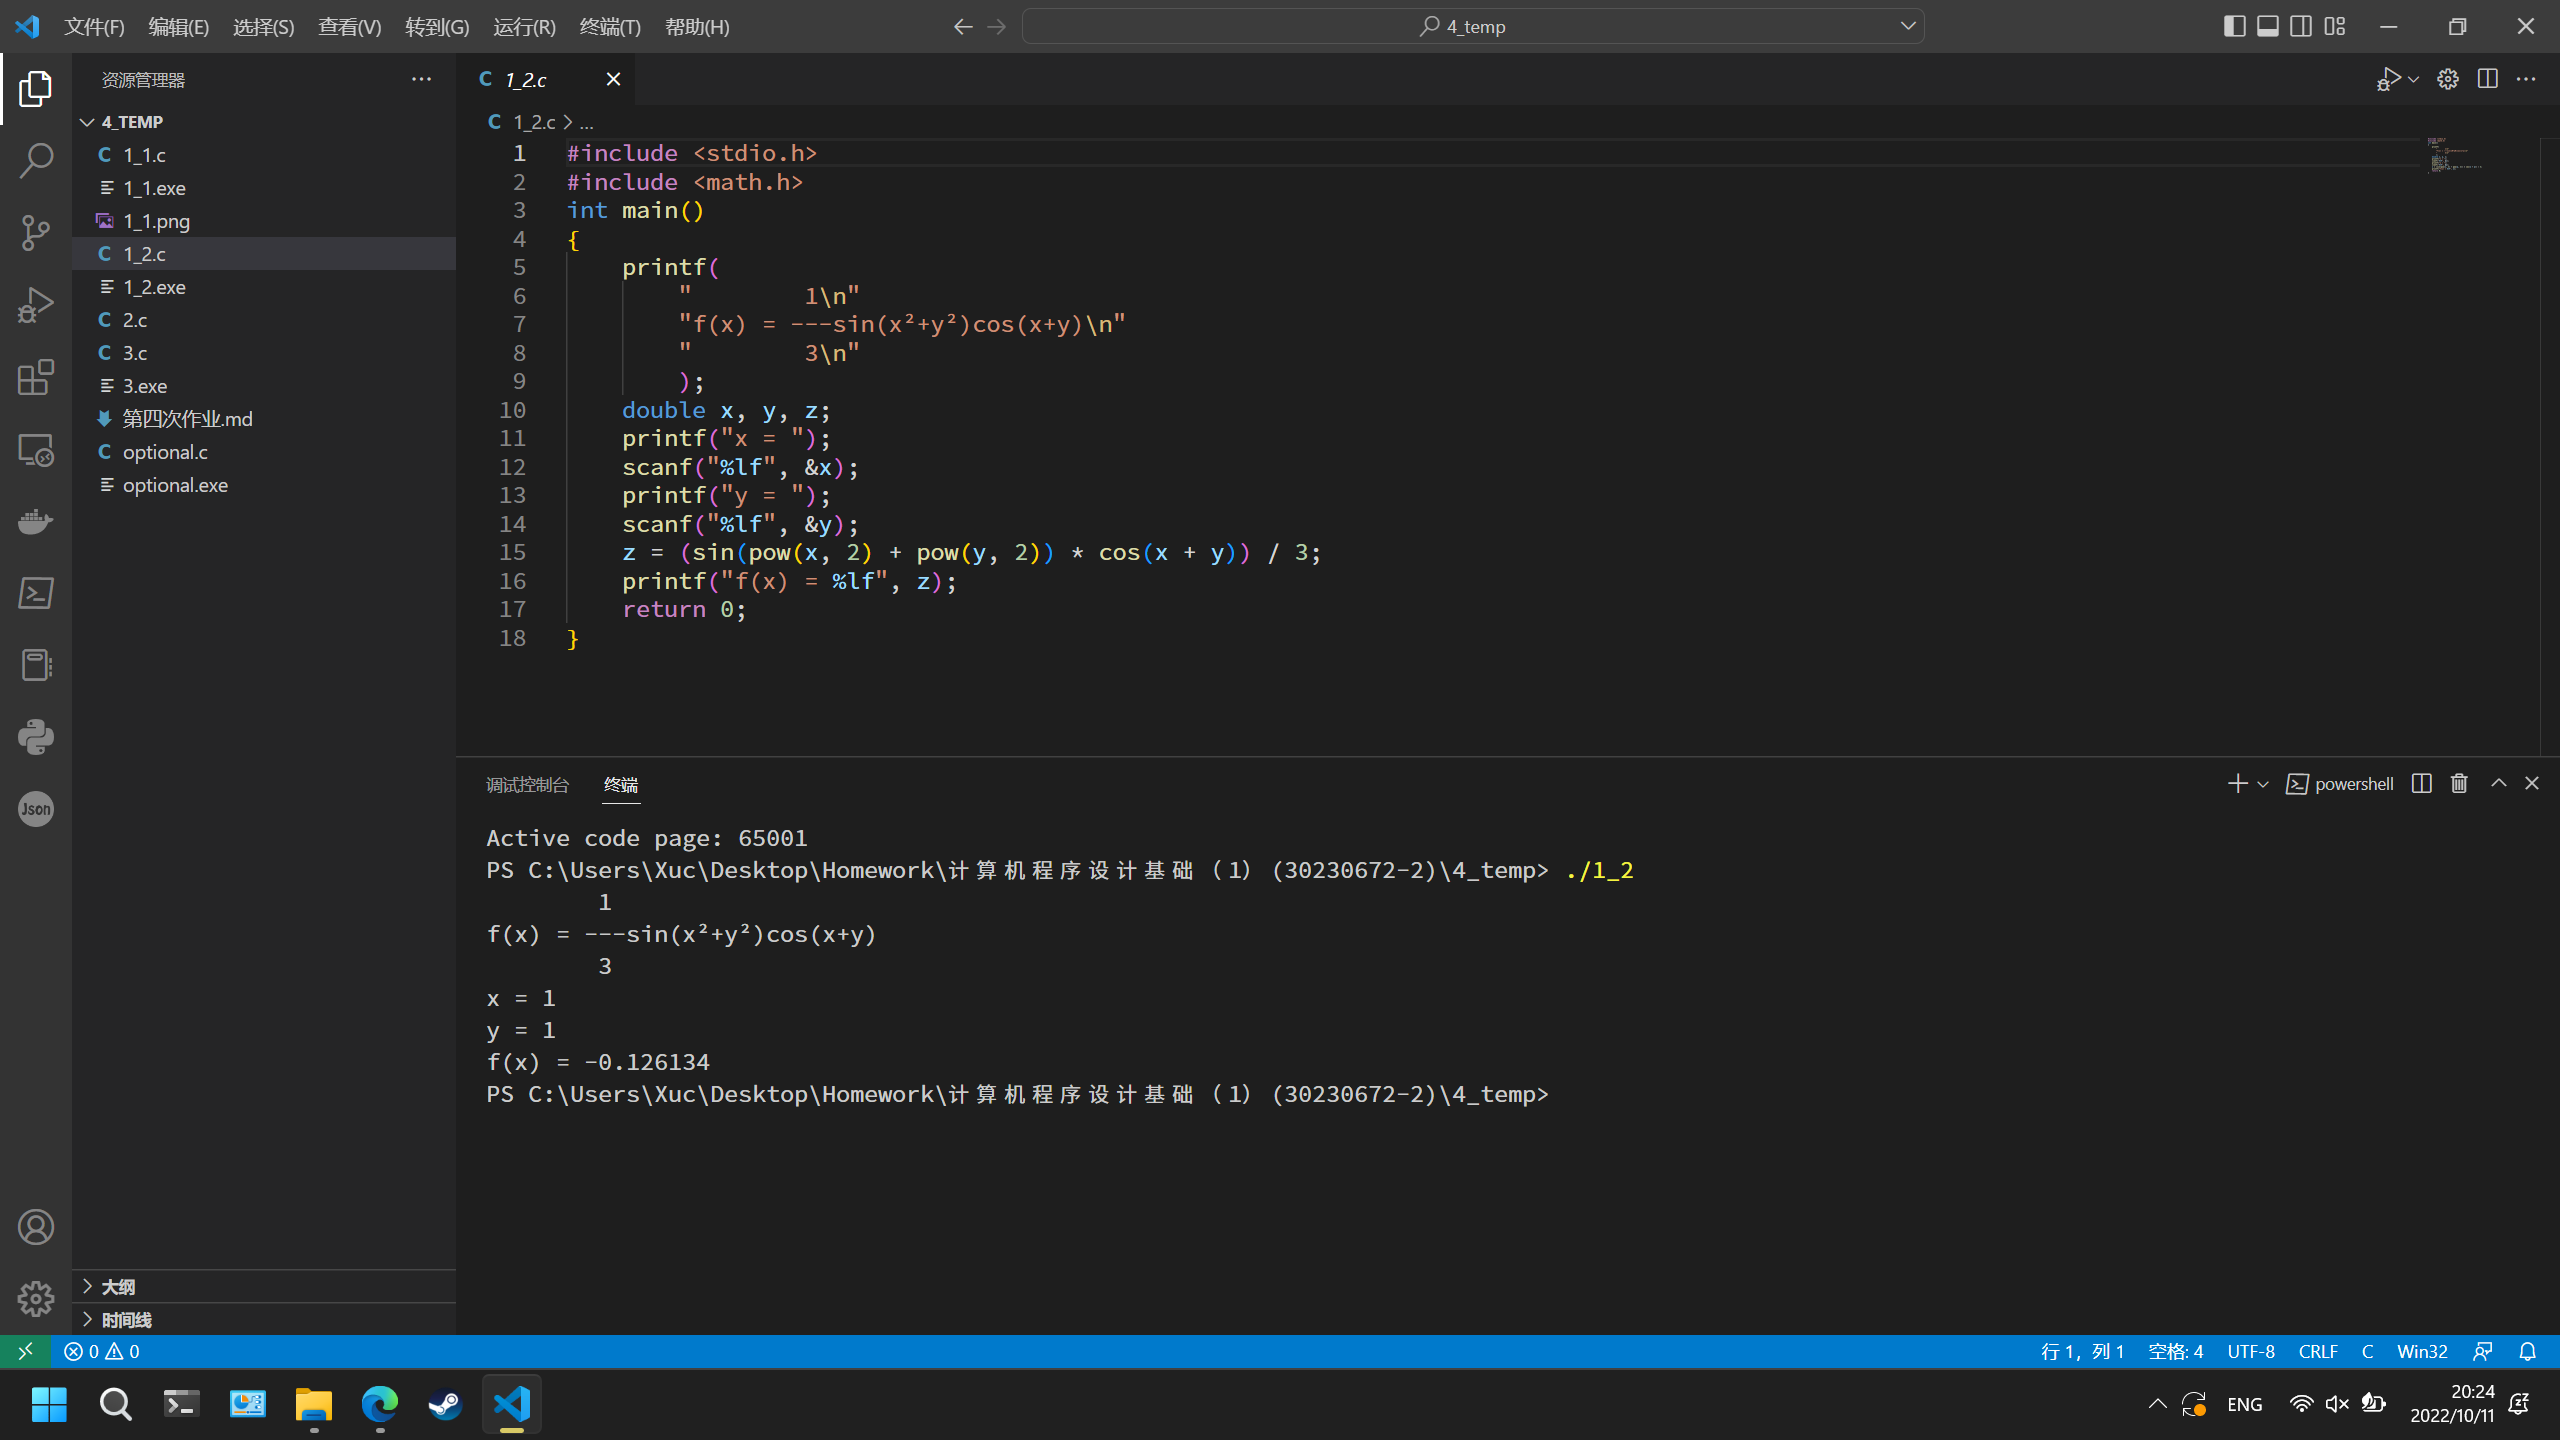 文件(F) 编辑(E) 选择(S) 查看(V) 转到(G) 运行(R) 终端(T) 帮助(H) 4_temp
资源管理器
4_TEMP
1_1.c
1_1.exe
1_1.png
1_2.c
1_2.exe
2.c
3.c
3.exe
第四次作业.md
optional.c
optional.exe
大纲
时间线
Json
C 1_2.c
C 1_2.c > ...
1 #include <stdio.h>
2 #include <math.h>
3 int main()
4 {
5     printf(
6         "        1\n"
7         "f(x) = ---sin(x²+y²)cos(x+y)\n"
8         "        3\n"
9         );
10     double x, y, z;
11     printf("x = ");
12     scanf("%lf", &x);
13     printf("y = ");
14     scanf("%lf", &y);
15     z = (sin(pow(x, 2) + pow(y, 2)) * cos(x + y)) / 3;
16     printf("f(x) = %lf", z);
17     return 0;
18 }
调试控制台 终端 powershell
Active code page: 65001
PS C:\Users\Xuc\Desktop\Homework\计算机程序设计基础（1）(30230672-2)\4_temp> ./1_2
        1
f(x) = ---sin(x²+y²)cos(x+y)
        3
x = 1
y = 1
f(x) = -0.126134
PS C:\Users\Xuc\Desktop\Homework\计算机程序设计基础（1）(30230672-2)\4_temp>
0 0 行 1，列 1 空格: 4 UTF-8 CRLF C Win32
ENG 20:24
2022/10/11